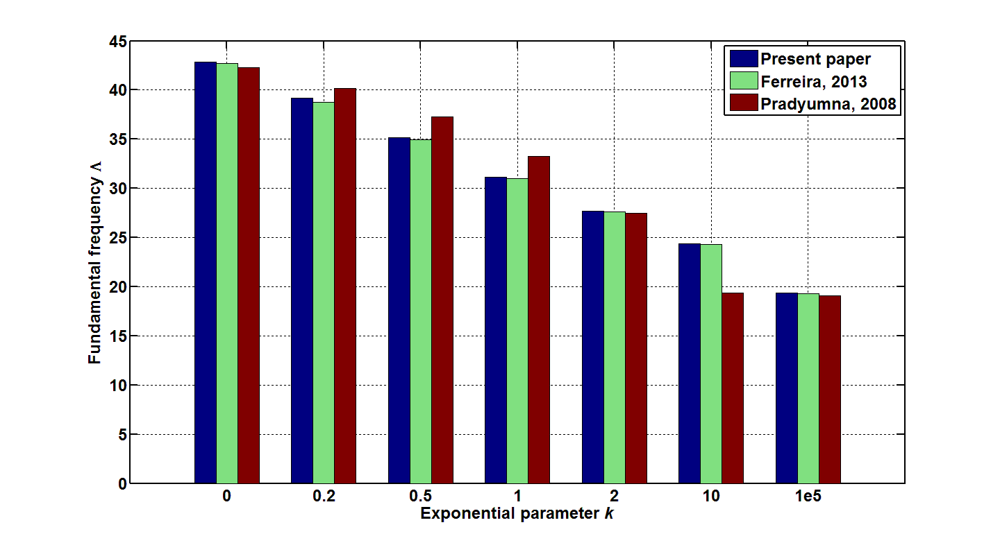 45
40
35
30
25
20
15
10
5
0
Fundamental frequency Λ
Present paper
Ferreira, 2013
Pradyumna, 2008
0 0.2 0.5 1 2 10 1e5
Exponential parameter k